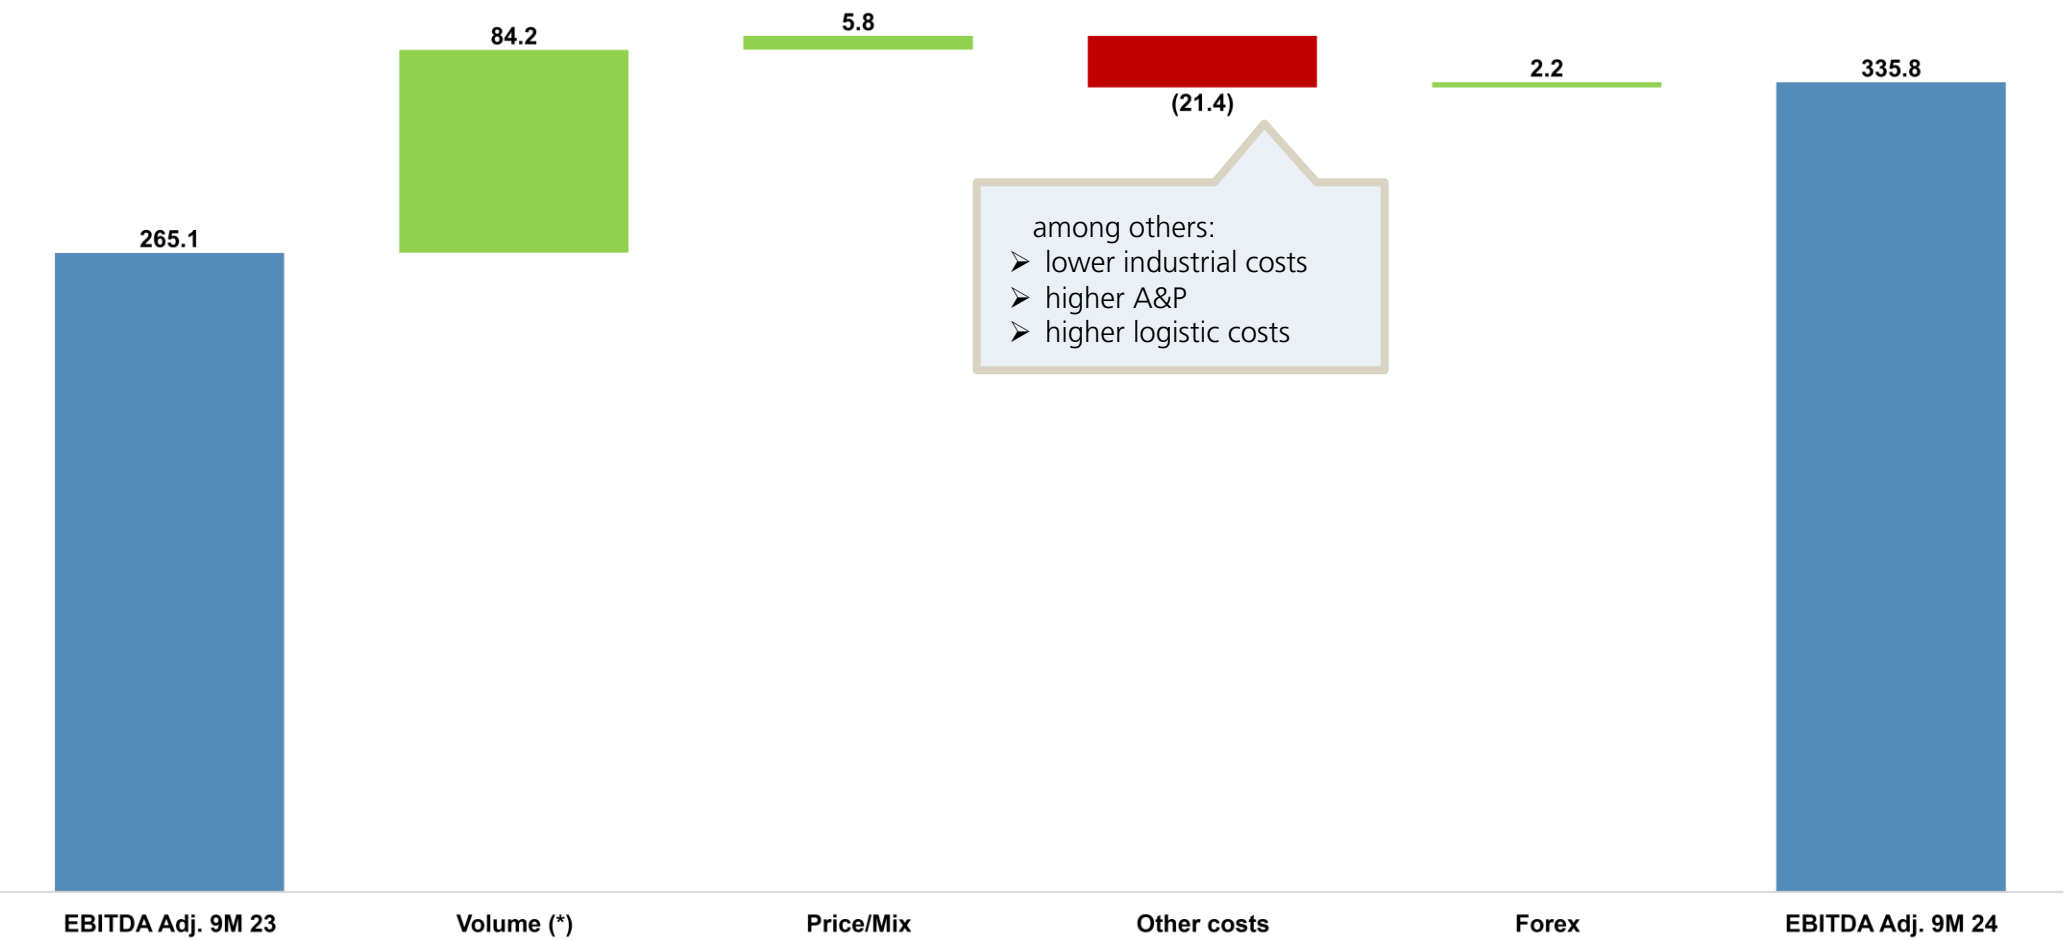 84.2
5.8
2.2
335.8
(21.4)
265.1
among others:
➢ lower industrial costs
➢ higher A&P
➢ higher logistic costs
EBITDA Adj. 9M 23
Volume (*)
Price/Mix
Other costs
Forex
EBITDA Adj. 9M 24